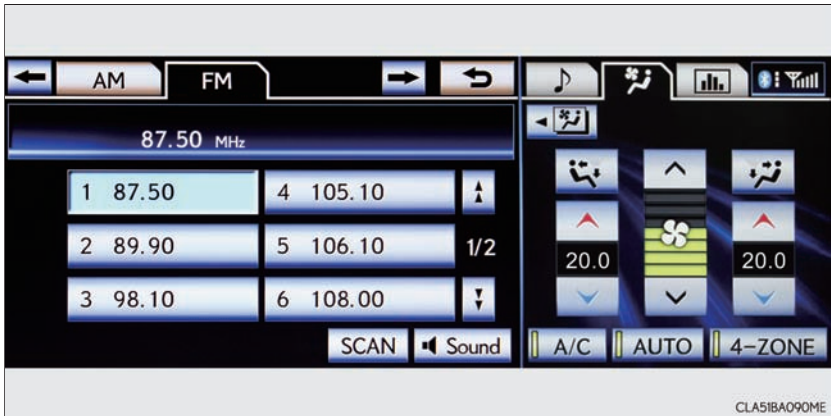 AM FM
87.50 MHz
1 87.50 4 105.10
2 89.90 5 106.10 1/2
3 98.10 6 108.00
20.0 20.0
SCAN Sound A/C AUTO 4-ZONE
CLA51BA090ME